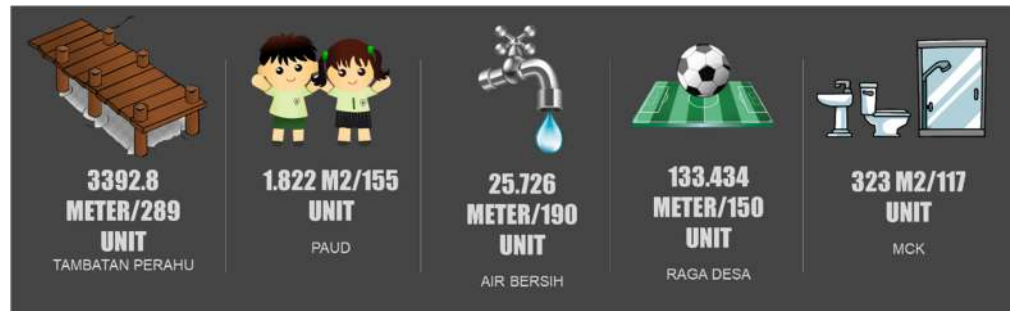 3392.8
METER/289
UNIT
TAMBATAN PERAHU
1.822 M2/155
UNIT
PAUD
25.726
METER/190
UNIT
AIR BERSIH
133.434
METER/150
UNIT
RAGA DESA
323 M2/117
UNIT
MCK